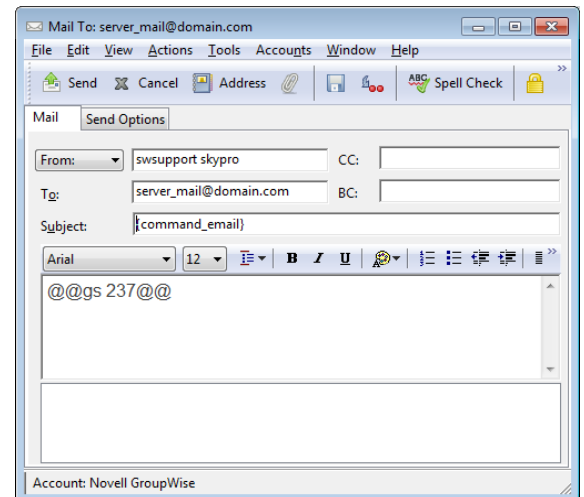 Mail To: server_mail@domain.com
File Edit View Actions Tools Accounts Window Help
Send Cancel Address ABC Spell Check »
Mail Send Options
From: swsupport skypro CC:
To: server_mail@domain.com BC:
Subject: {command_email}
Arial 12 B I U »
@@gs 237@@
Account: Novell GroupWise